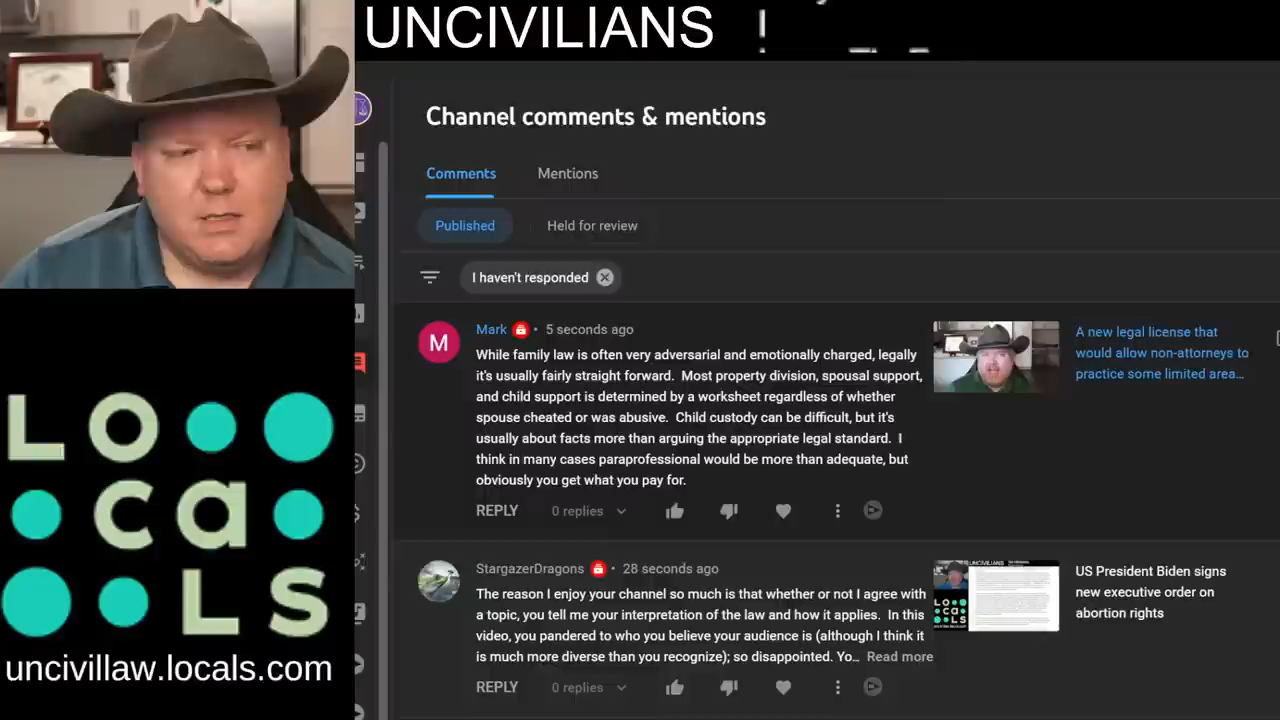 UNCIVILIANS
Channel comments & mentions
Comments
Mentions
Published
Held for review
I haven't responded
Mark • 5 seconds ago
While family law is often very adversarial and emotionally charged, legally
it's usually fairly straight forward. Most property division, spousal support,
and child support is determined by a worksheet regardless of whether
spouse cheated or was abusive. Child custody can be difficult, but it's
usually about facts more than arguing the appropriate legal standard. I
think in many cases paraprofessional would be more than adequate, but
obviously you get what you pay for.
REPLY
0 replies
A new legal license that
would allow non-attorneys to
practice some limited area...
M
StargazerDragons • 28 seconds ago
The reason I enjoy your channel so much is that whether or not I agree with
a topic, you tell me your interpretation of the law and how it applies. In this
video, you pandered to who you believe your audience is (although I think it
is much more diverse than you recognize); so disappointed. Yo... Read more
REPLY
0 replies
US President Biden signs
new executive order on
abortion rights
LOCALS
uncivillaw.locals.com